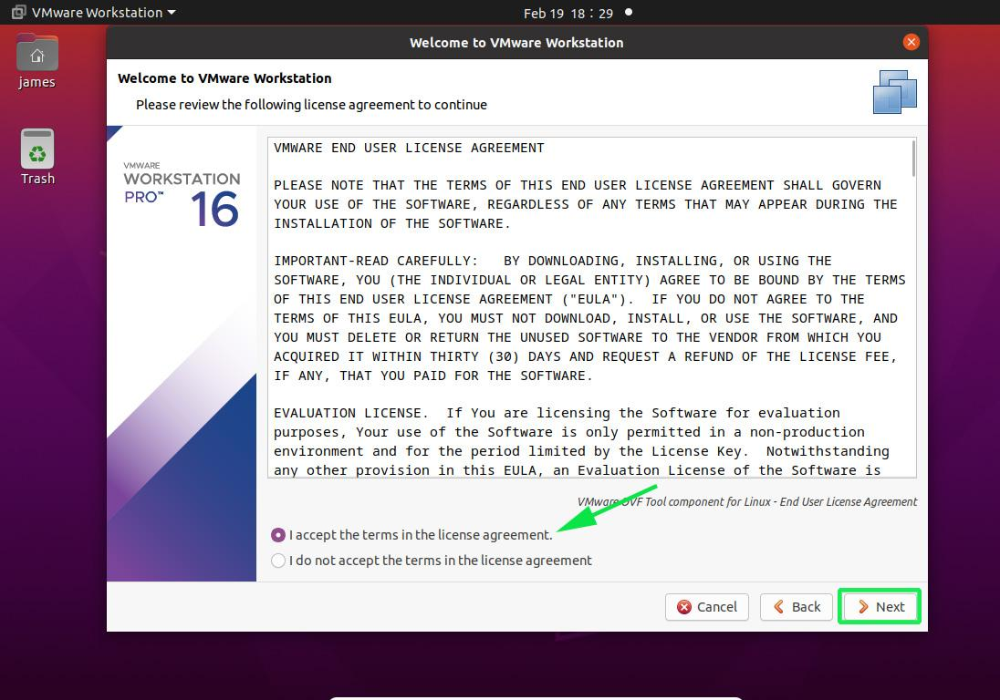 VMware Workstation
Feb 19 18 : 29
james
Trash
Welcome to VMware Workstation
Welcome to VMware Workstation
Please review the following license agreement to continue
VMWARE
WORKSTATION
PRO™
16
VMWARE END USER LICENSE AGREEMENT
PLEASE NOTE THAT THE TERMS OF THIS END USER LICENSE AGREEMENT SHALL GOVERN
YOUR USE OF THE SOFTWARE, REGARDLESS OF ANY TERMS THAT MAY APPEAR DURING THE
INSTALLATION OF THE SOFTWARE.
IMPORTANT-READ CAREFULLY:   BY DOWNLOADING, INSTALLING, OR USING THE
SOFTWARE, YOU (THE INDIVIDUAL OR LEGAL ENTITY) AGREE TO BE BOUND BY THE TERMS
OF THIS END USER LICENSE AGREEMENT ("EULA").  IF YOU DO NOT AGREE TO THE
TERMS OF THIS EULA, YOU MUST NOT DOWNLOAD, INSTALL, OR USE THE SOFTWARE, AND
YOU MUST DELETE OR RETURN THE UNUSED SOFTWARE TO THE VENDOR FROM WHICH YOU
ACQUIRED IT WITHIN THIRTY (30) DAYS AND REQUEST A REFUND OF THE LICENSE FEE,
IF ANY, THAT YOU PAID FOR THE SOFTWARE.
EVALUATION LICENSE.  If You are licensing the Software for evaluation
purposes, Your use of the Software is only permitted in a non-production
environment and for the period limited by the License Key.  Notwithstanding
any other provision in this EULA, an Evaluation License of the Software is
VMware OVF Tool component for Linux - End User License Agreement
I accept the terms in the license agreement.
I do not accept the terms in the license agreement
Cancel
Back
Next